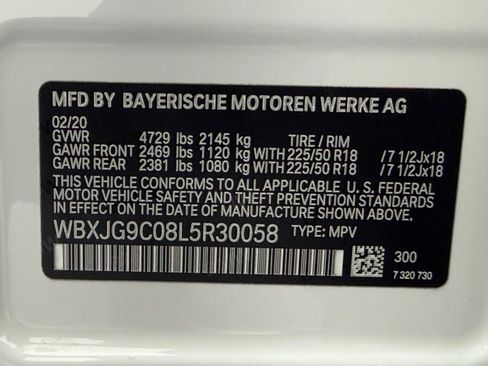 MFD BY BAYERISCHE MOTOREN WERKE AG
02/20
GVWR 4729 lbs 2145 kg TIRE / RIM
GAWR FRONT 2469 lbs 1120 kg WITH 225/50 R18 /7 1/2Jx18
GAWR REAR 2381 lbs 1080 kg WITH 225/50 R18 /7 1/2Jx18
THIS VEHICLE CONFORMS TO ALL APPLICABLE U. S. FEDERAL
MOTOR VEHICLE SAFETY AND THEFT PREVENTION STANDARDS
IN EFFECT ON THE DATE OF MANUFACTURE SHOWN ABOVE.
WBXJG9C08L5R30058 TYPE: MPV
300
7 320 730